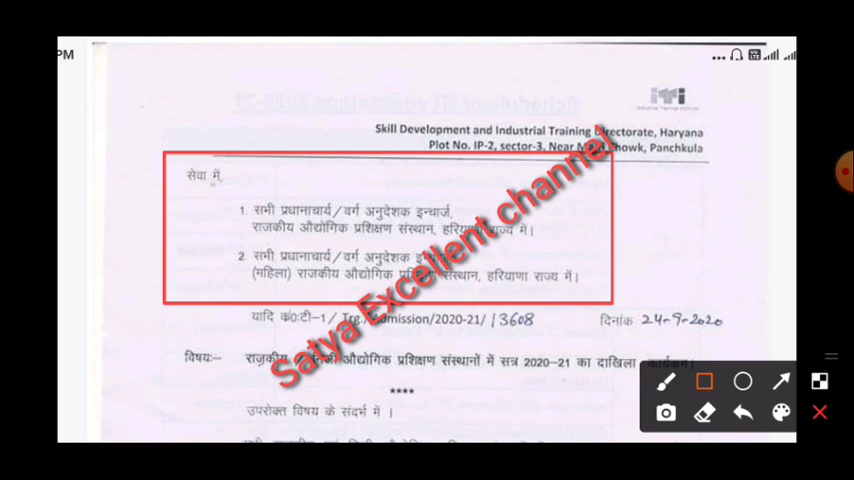 PM
iTi
Skill Development and Industrial Training Directorate, Haryana
Plot No. IP-2, sector-3, Near Chowk, Panchkula
सेवा में,
1. सभी प्रधानाचार्य/वर्ग अनुदेशक इन्चार्ज,
राजकीय औद्योगिक प्रशिक्षण संस्थान, हरियाणा राज्य में।
2. सभी प्रधानाचार्य/वर्ग अनुदेशक
(महिला) राजकीय औद्योगिक प्रशिक्षण संस्थान, हरियाणा राज्य में।
यादि कं0:टी–1/ Trg./Admission/2020-21/ 13608 दिनांक 24-9-2020
विषयः– राजकीय / निजी औद्योगिक प्रशिक्षण संस्थानों में सत्र 2020–21 का दाखिला कार्यक्रम।
****
उपरोक्त विषय के संदर्भ में ।
Satya Excellent channel